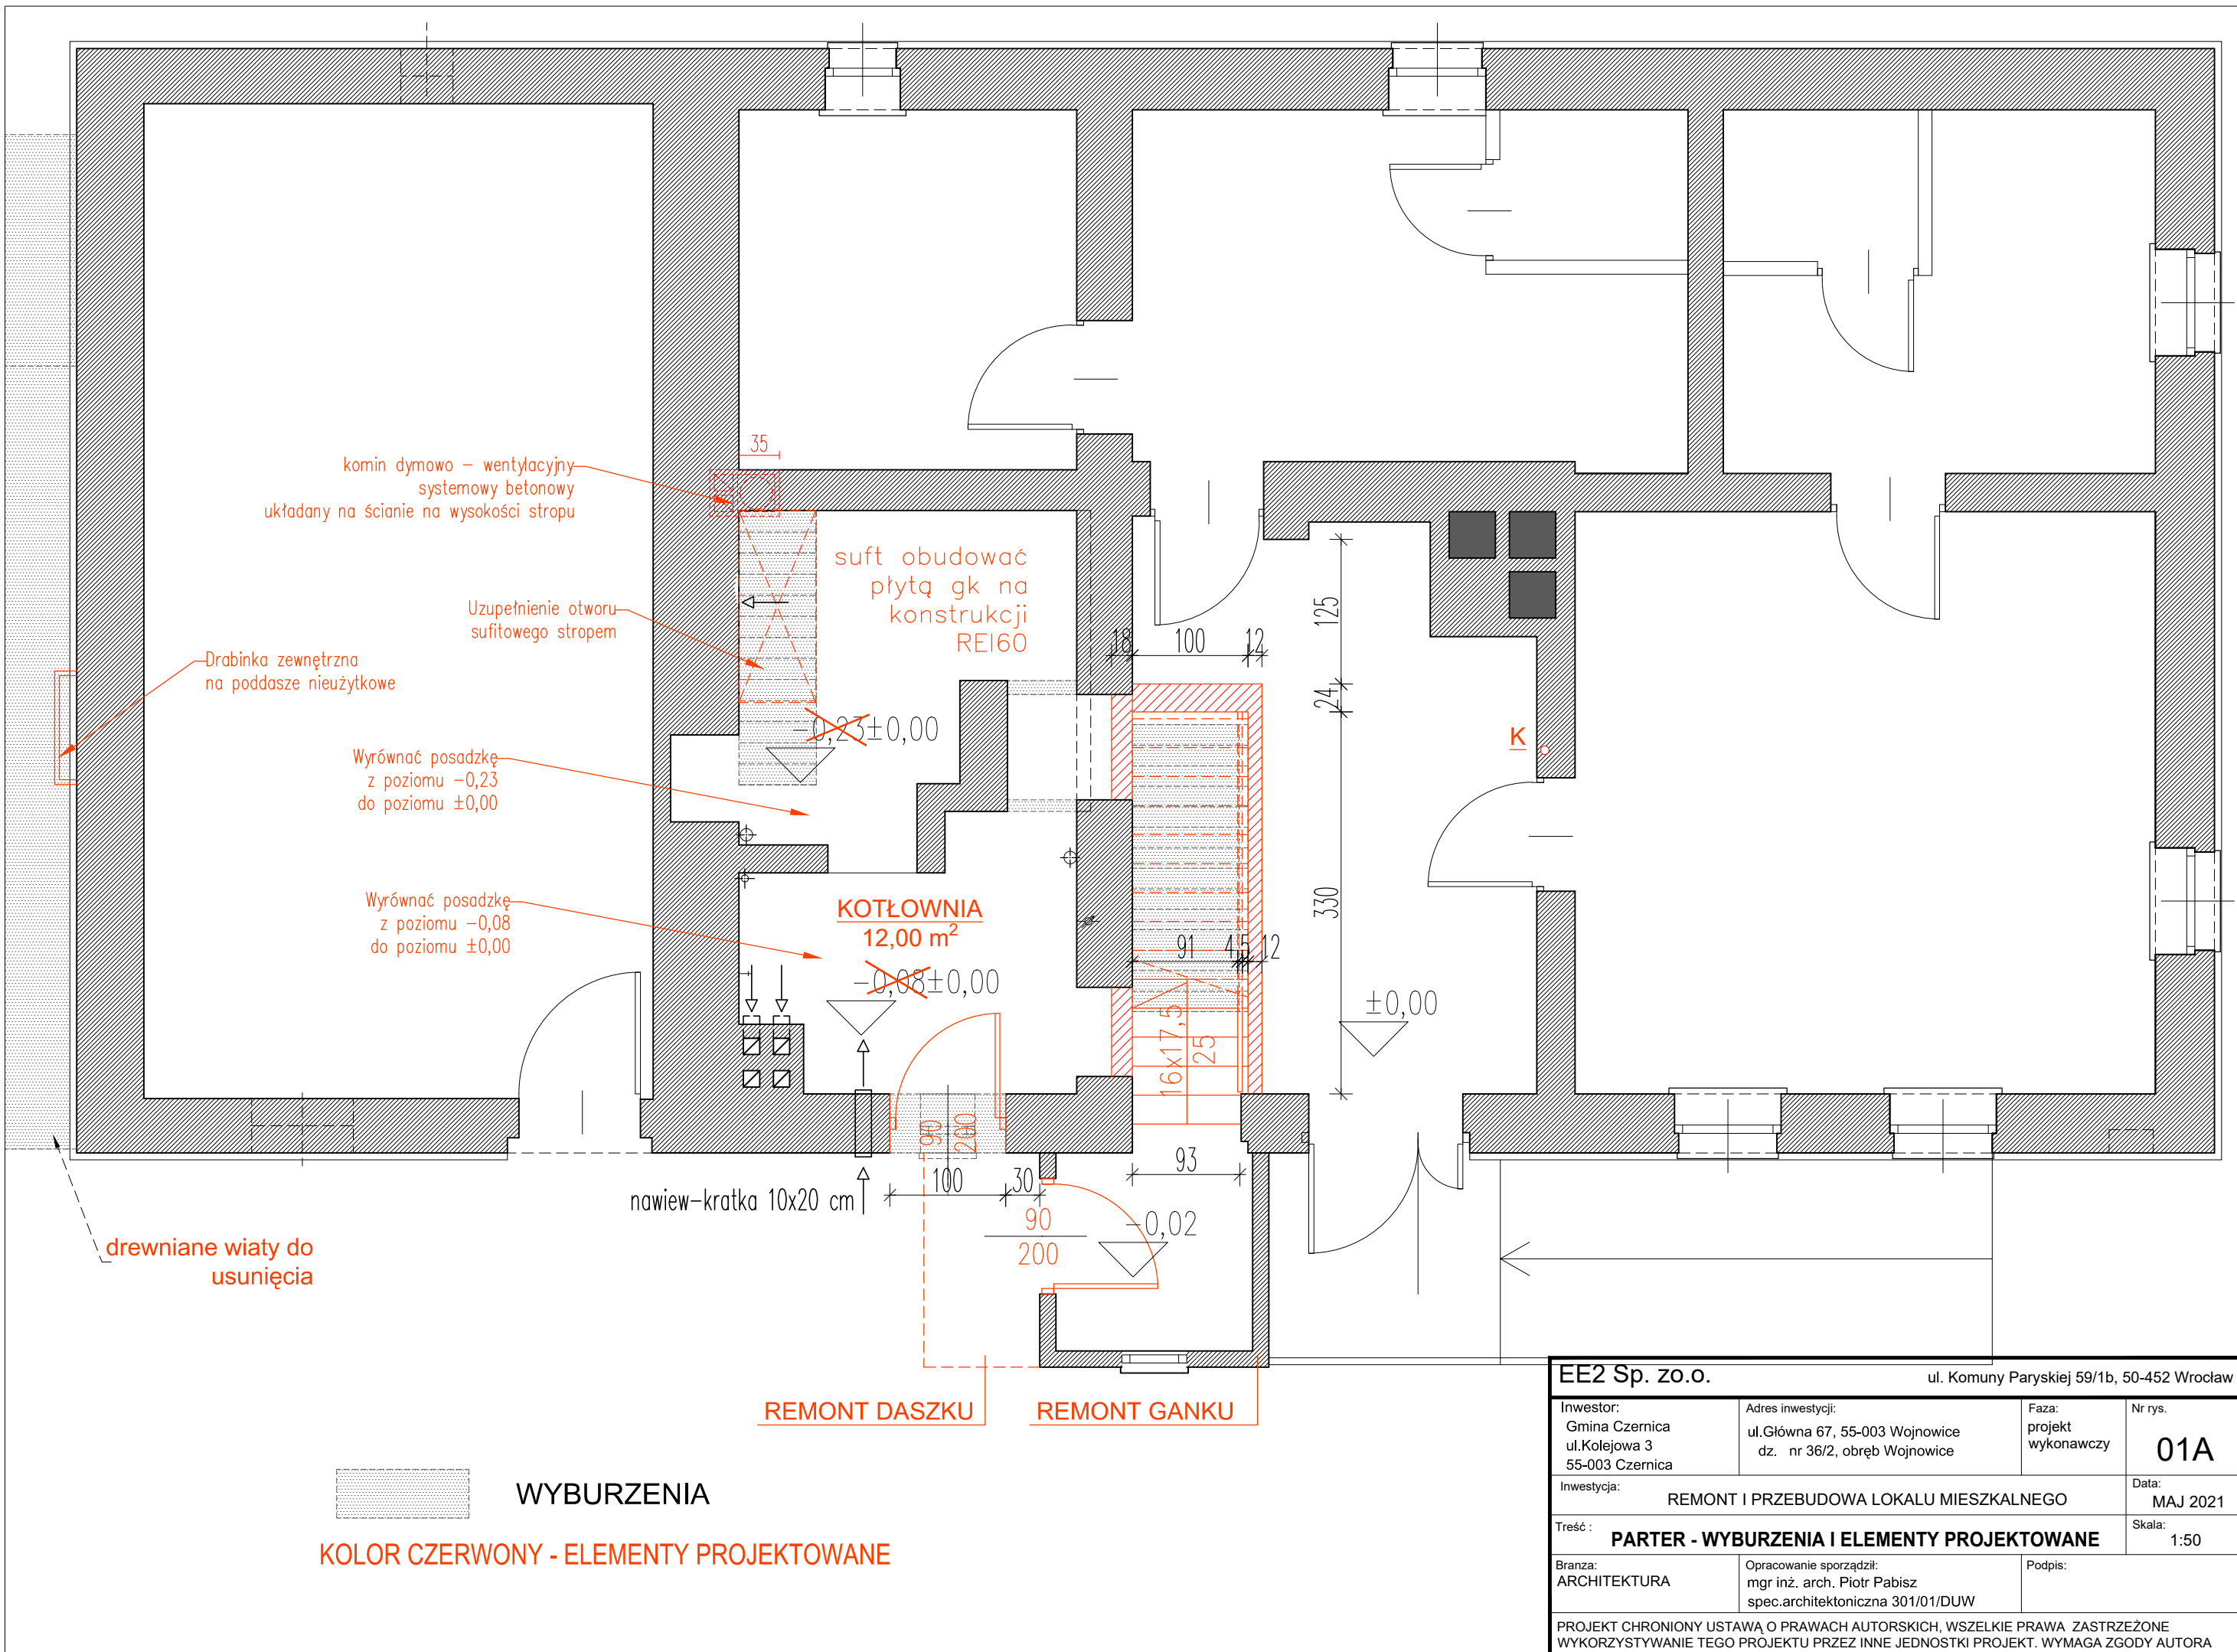 35
komin dymowo – wentylacyjny
systemowy betonowy
układany na ścianie na wysokości stropu
suft obudować
płytą gk na
konstrukcji
REI60
Uzupełnienie otworu
sufitowego stropem
Drabinka zewnętrzna
na poddasze nieużytkowe
18
100
12
125
24
330
-0,23±0,00
K
Wyrównać posadzkę
z poziomu -0,23
do poziomu ±0,00
Wyrównać posadzkę
z poziomu -0,08
do poziomu ±0,00
KOTŁOWNIA
12,00 m²
-0,08±0,00
91
4,5
12
±0,00
16x17,5
25
90
200
100
30
93
nawiew-kratka 10x20 cm
90
200
-0,02
drewniane wiaty do
usunięcia
REMONT DASZKU
REMONT GANKU
WYBURZENIA
KOLOR CZERWONY - ELEMENTY PROJEKTOWANE
EE2 Sp. zo.o.
ul. Komuny Paryskiej 59/1b, 50-452 Wrocław
Inwestor:
Gmina Czernica
ul.Kolejowa 3
55-003 Czernica
Adres inwestycji:
ul.Główna 67, 55-003 Wojnowice
dz. nr 36/2, obręb Wojnowice
Faza:
projekt
wykonawczy
Nr rys.
01A
Inwestycja:
REMONT I PRZEBUDOWA LOKALU MIESZKALNEGO
Data:
MAJ 2021
Treść :
PARTER - WYBURZENIA I ELEMENTY PROJEKTOWANE
Skala:
1:50
Branza:
ARCHITEKTURA
Opracowanie sporządził:
mgr inż. arch. Piotr Pabisz
spec.architektoniczna 301/01/DUW
Podpis:
PROJEKT CHRONIONY USTAWĄ O PRAWACH AUTORSKICH, WSZELKIE PRAWA ZASTRZEŻONE
WYKORZYSTYWANIE TEGO PROJEKTU PRZEZ INNE JEDNOSTKI PROJEKT. WYMAGA ZGODY AUTORA